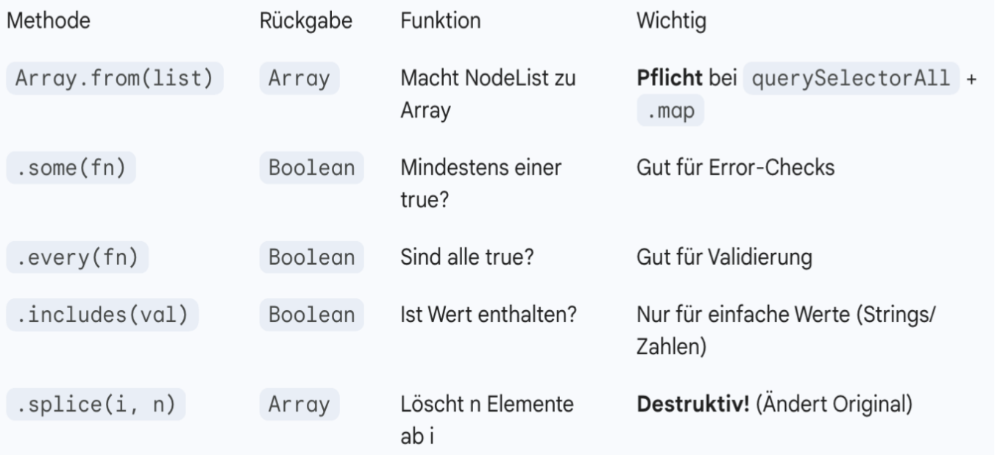 Methode Rückgabe Funktion Wichtig
Array.from(list) Array Macht NodeList zu Pflicht bei querySelectorAll +
Array .map
.some(fn) Boolean Mindestens einer Gut für Error-Checks
true?
.every(fn) Boolean Sind alle true? Gut für Validierung
.includes(val) Boolean Ist Wert enthalten? Nur für einfache Werte (Strings/
Zahlen)
.splice(i, n) Array Löscht n Elemente Destruktiv! (Ändert Original)
ab i